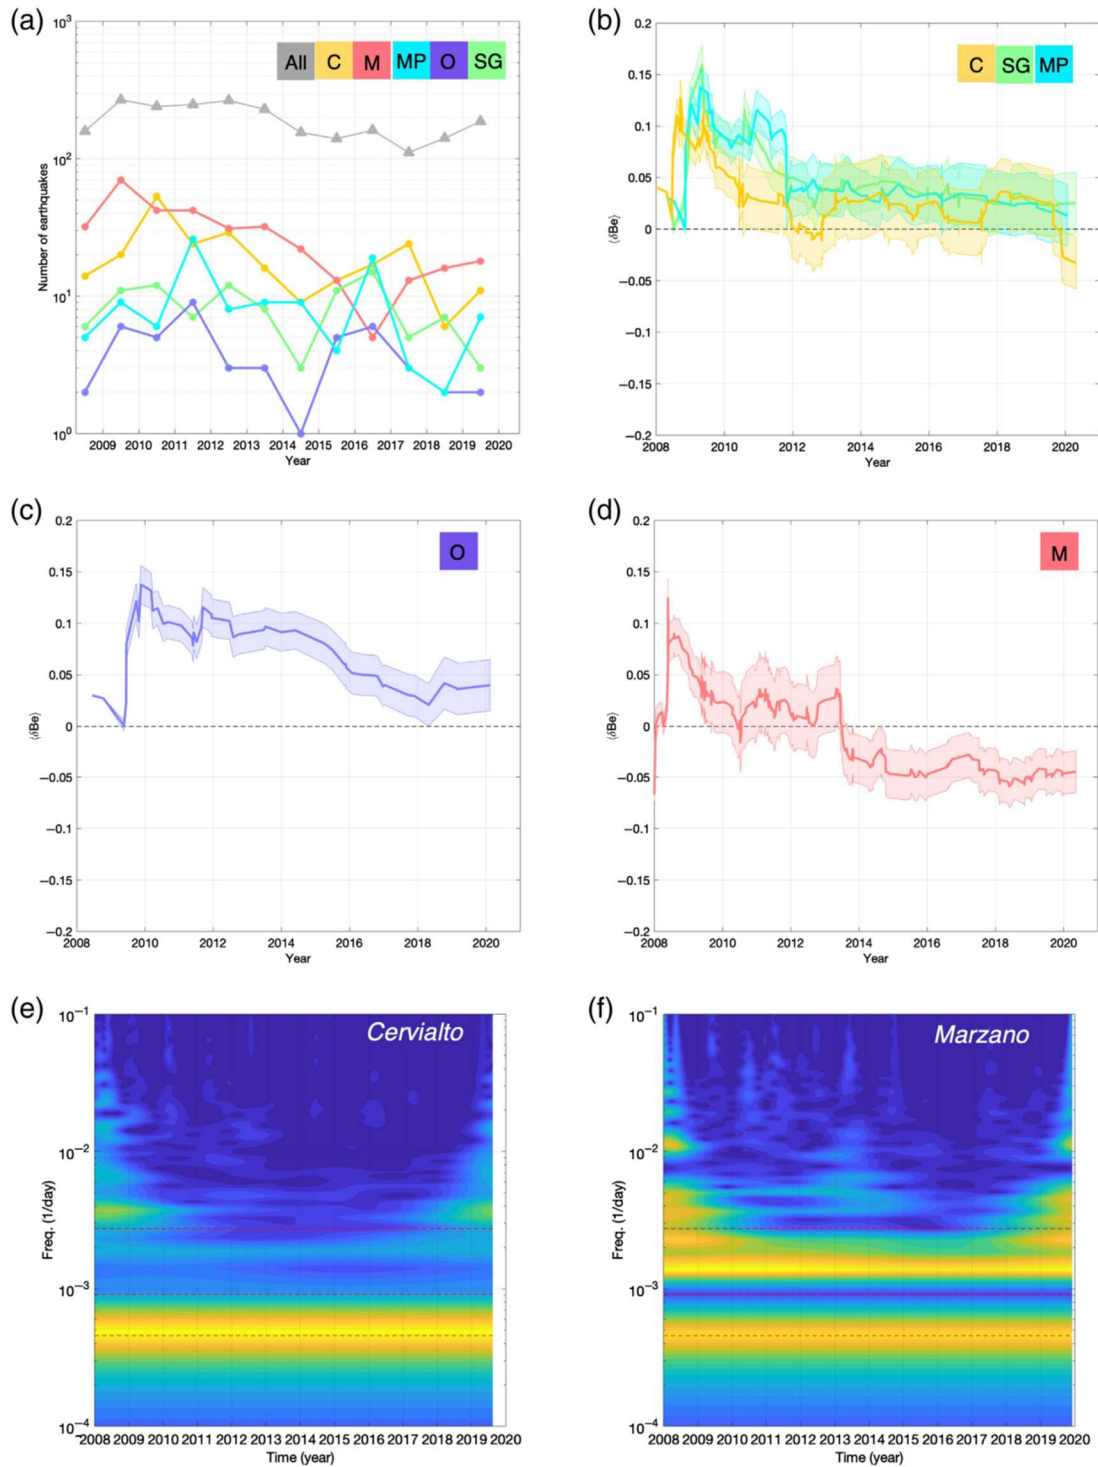 (a)
10³
10²
10¹
10⁰
Number of earthquakes
All C M MP O SG
2009 2010 2011 2012 2013 2014 2015 2016 2017 2018 2019 2020
Year
(b)
0.2
0.15
0.1
0.05
0
−0.05
−0.1
−0.15
−0.2
⟨δBe⟩
C SG MP
2008 2010 2012 2014 2016 2018 2020
Year
(c)
0.2
0.15
0.1
0.05
0
−0.05
−0.1
−0.15
−0.2
⟨δBe⟩
O
2008 2010 2012 2014 2016 2018 2020
Year
(d)
0.2
0.15
0.1
0.05
0
−0.05
−0.1
−0.15
−0.2
⟨δBe⟩
M
2008 2010 2012 2014 2016 2018 2020
Year
(e)
10⁻¹
10⁻²
10⁻³
10⁻⁴
Freq. (1/day)
Cervialto
2008 2009 2010 2011 2012 2013 2014 2015 2016 2017 2018 2019 2020
Time (year)
(f)
10⁻¹
10⁻²
10⁻³
10⁻⁴
Freq. (1/day)
Marzano
2008 2009 2010 2011 2012 2013 2014 2015 2016 2017 2018 2019 2020
Time (year)